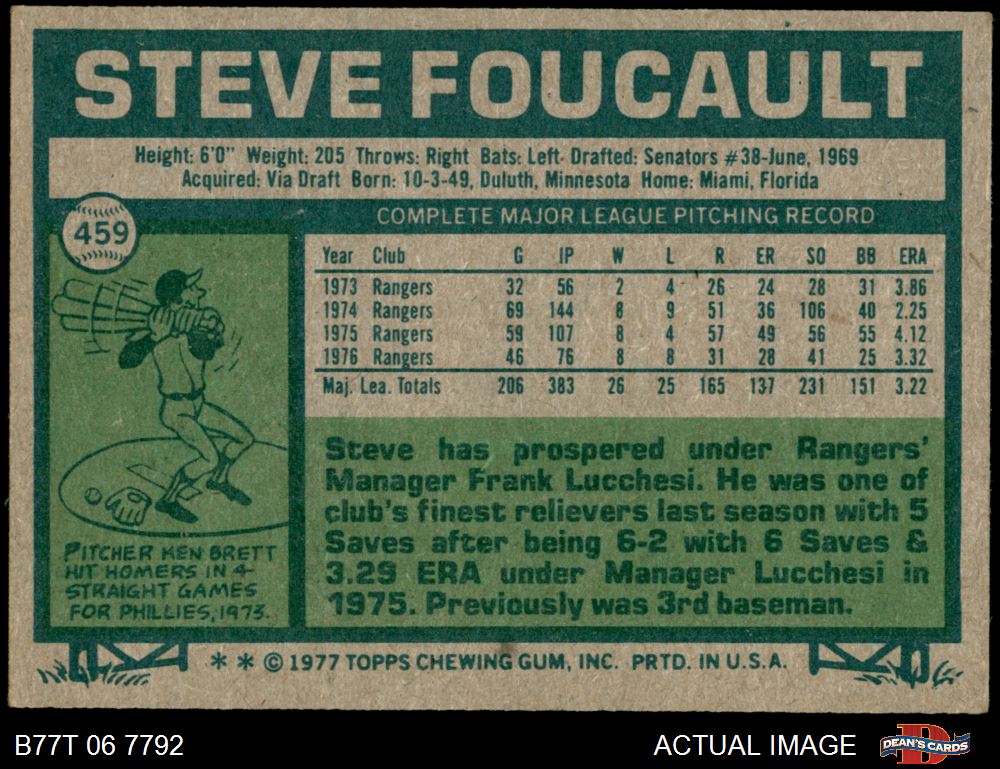 STEVE FOUCAULT
Height: 6'0" Weight: 205 Throws: Right Bats: Left Drafted: Senators #38-June, 1969
Acquired: Via Draft Born: 10-3-49, Duluth, Minnesota Home: Miami, Florida
459
COMPLETE MAJOR LEAGUE PITCHING RECORD
Year Club G IP W L R ER SO BB ERA
1973 Rangers 32 56 2 4 26 24 28 31 3.86
1974 Rangers 69 144 8 9 51 36 106 40 2.25
1975 Rangers 59 107 8 4 57 49 56 55 4.12
1976 Rangers 46 76 8 8 31 28 41 25 3.32
Maj. Lea. Totals 206 383 26 25 165 137 231 151 3.22
Steve has prospered under Rangers'
Manager Frank Lucchesi. He was one of
club's finest relievers last season with 5
Saves after being 6-2 with 6 Saves &
3.29 ERA under Manager Lucchesi in
1975. Previously was 3rd baseman.
PITCHER KEN BRETT
HIT HOMERS IN 4
STRAIGHT GAMES
FOR PHILLIES, 1973.
** © 1977 TOPPS CHEWING GUM, INC. PRTD. IN U.S.A.
B77T 06 7792
ACTUAL IMAGE
DEAN'S CARDS